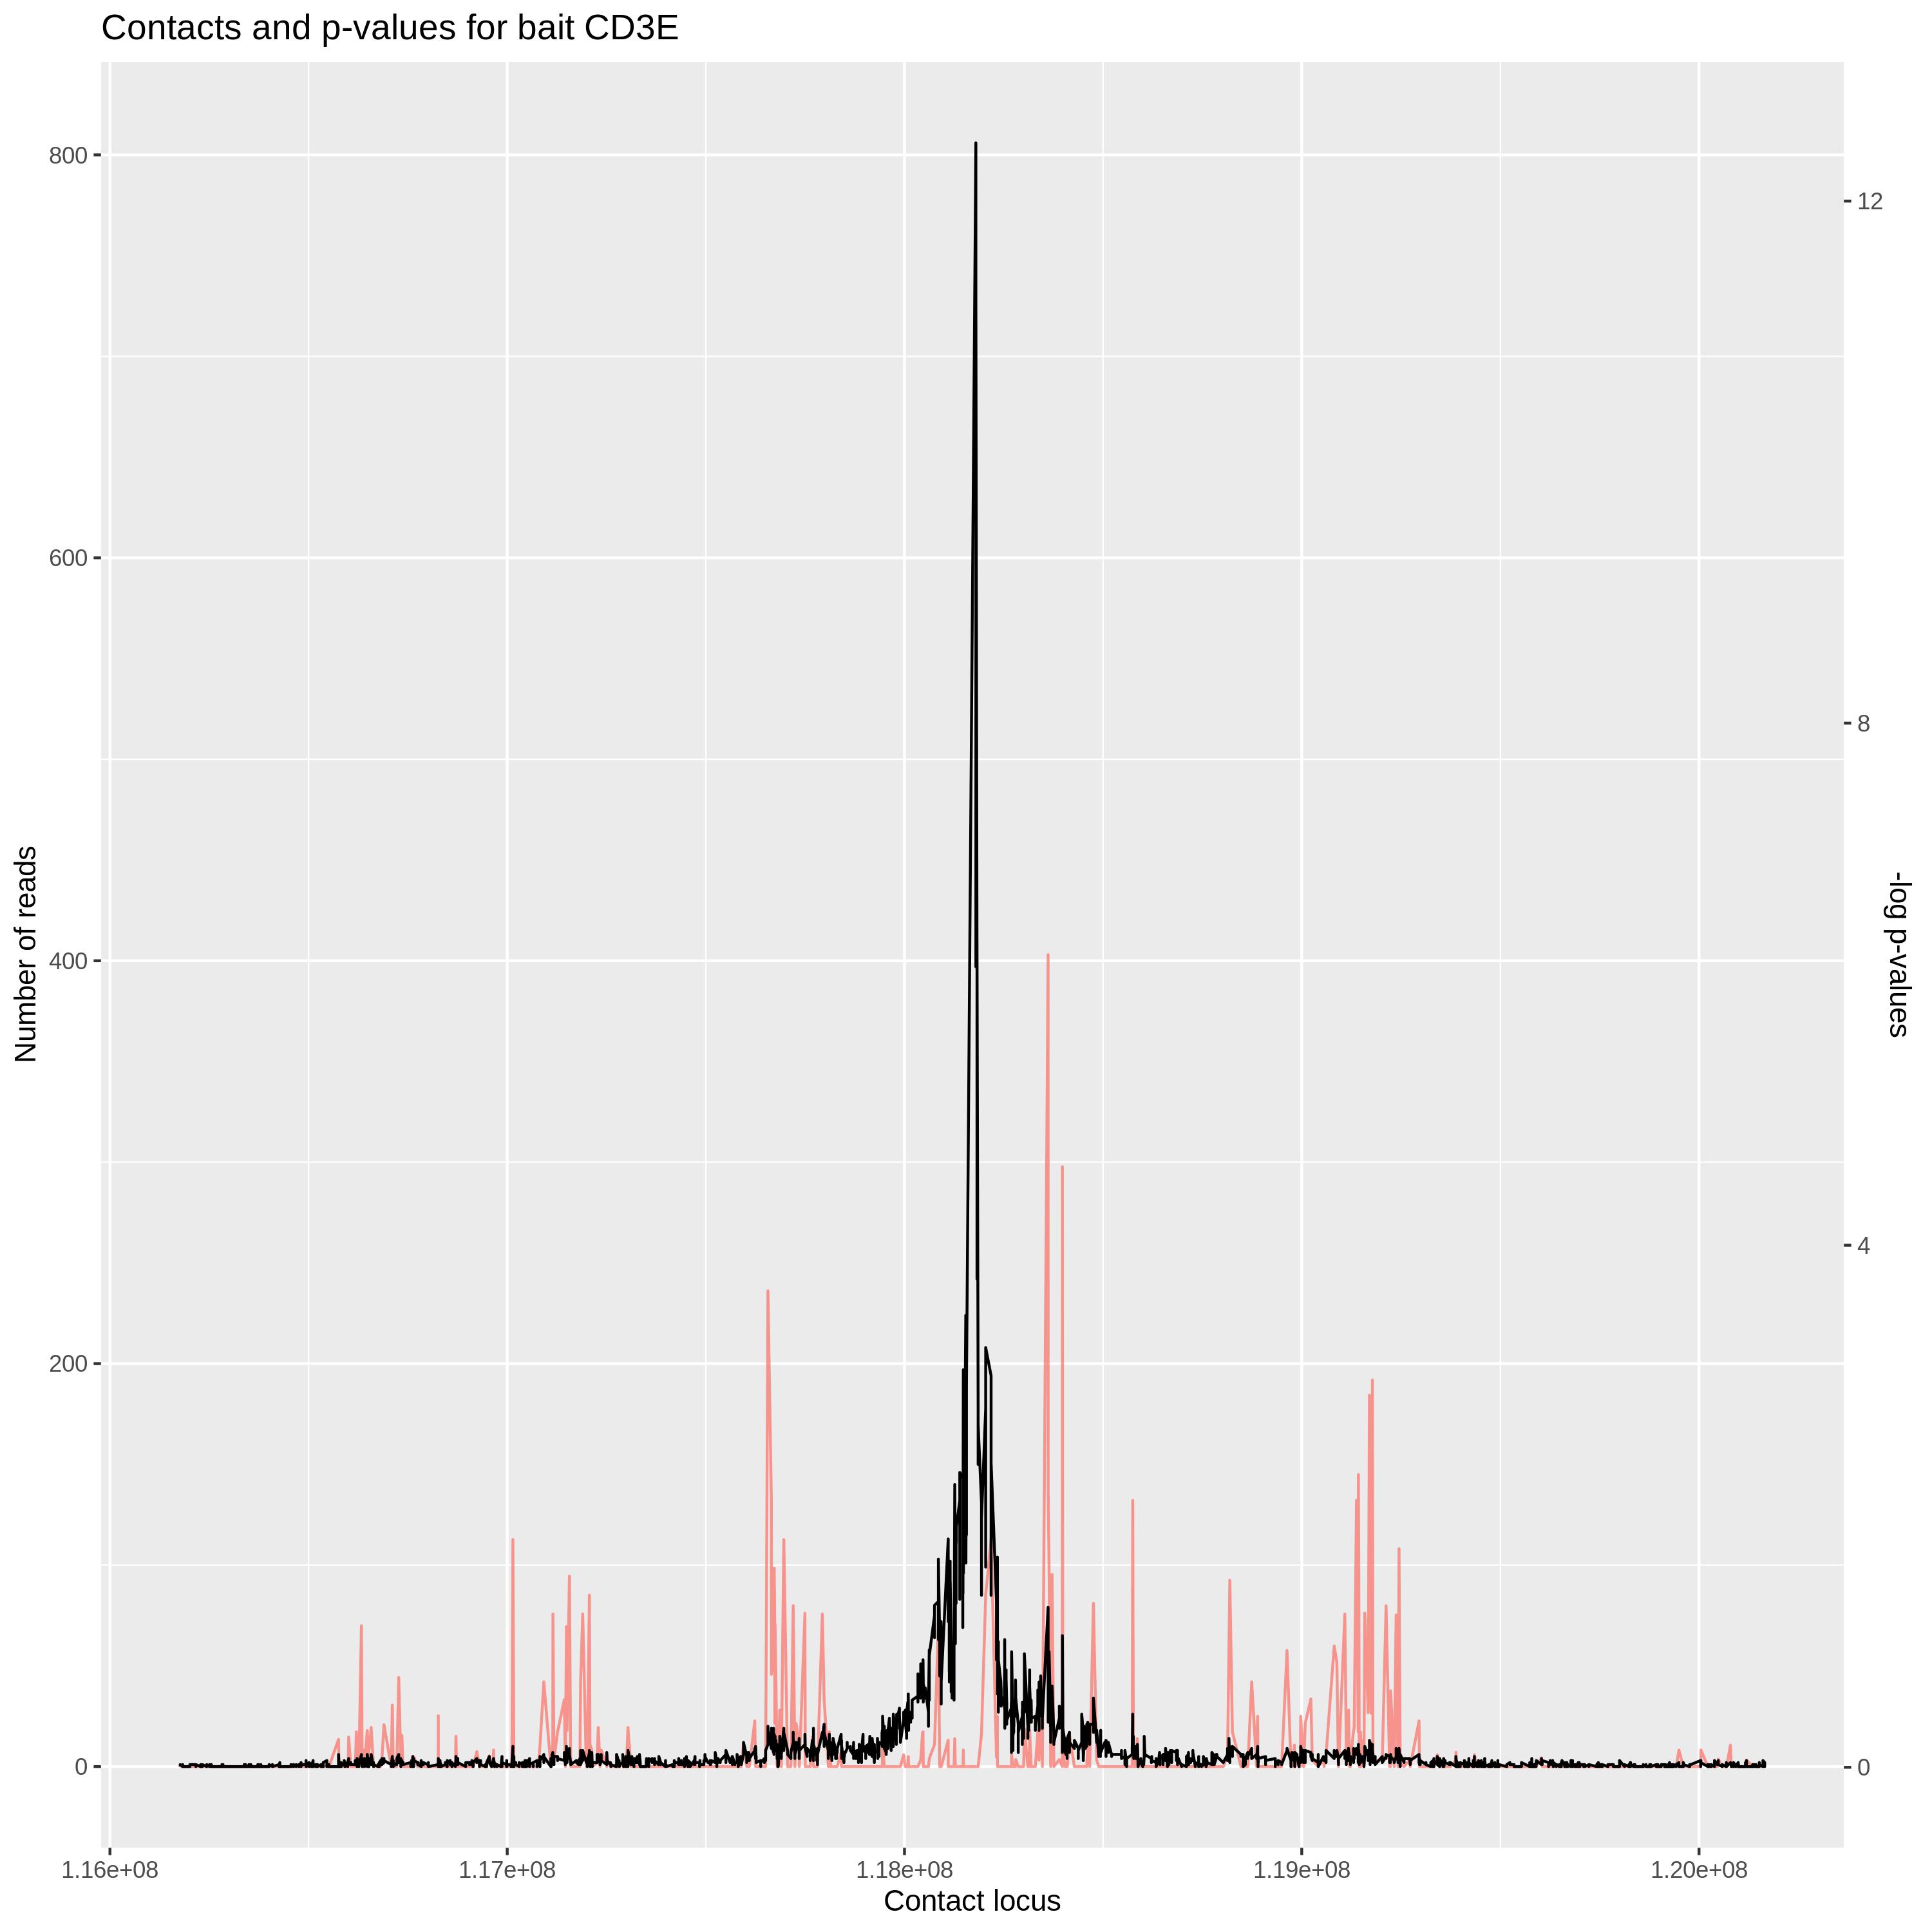 Contacts and p-values for bait CD3E
800
600
400
200
0
Number of reads
12
8
4
0
-log p-values
1.16e+08 1.17e+08 1.18e+08 1.19e+08 1.20e+08
Contact locus